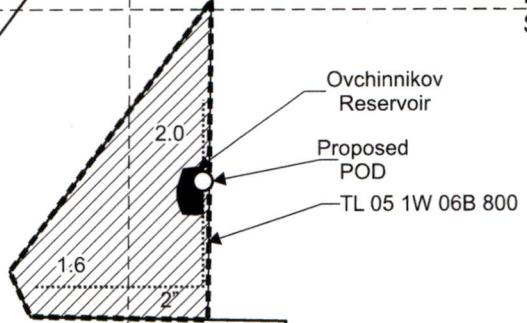 Ovchinnikov
Reservoir
2.0
Proposed
POD
TL 05 1W 06B 800
1.6
2"